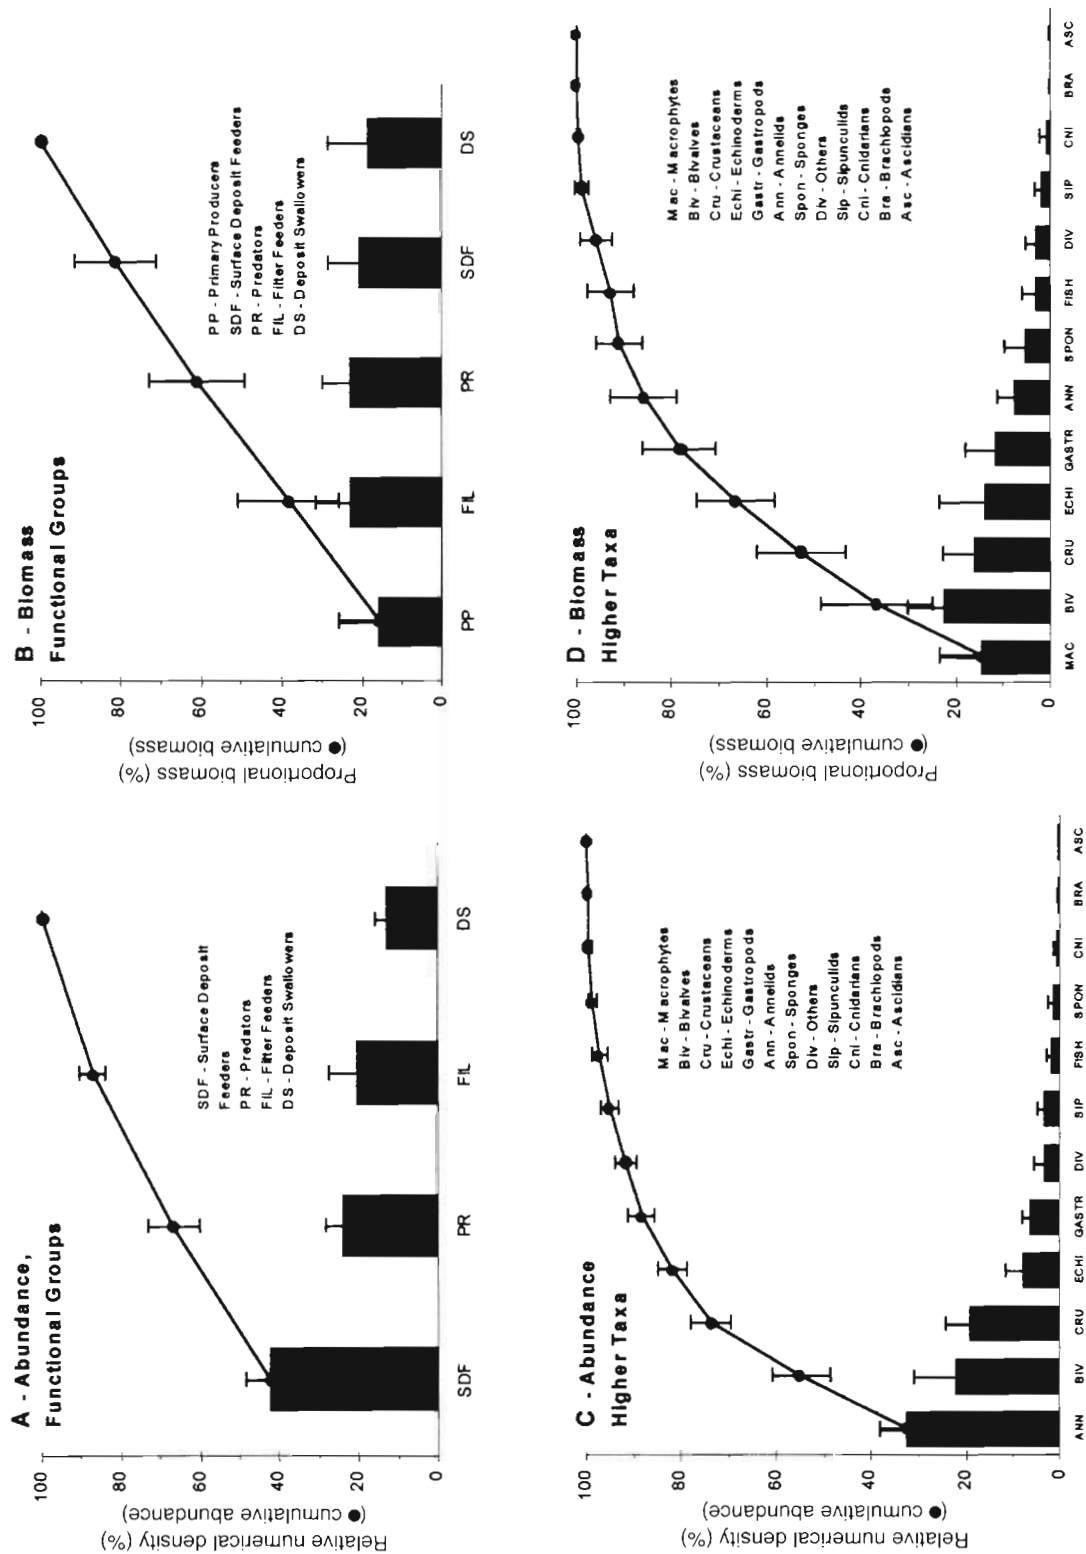 A - Abundance,
Functional Groups
Relative numerical density (%)
(● cumulative abundance)
100
80
60
40
20
0
SDF - Surface Deposit
Feeders
PR - Predators
FIL - Filter Feeders
DS - Deposit Swallowers
SDF
PR
FIL
DS
B - Biomass
Functional Groups
Proportional biomass (%)
(● cumulative biomass)
100
80
60
40
20
0
PP - Primary Producers
SDF - Surface Deposit Feeders
PR - Predators
FIL - Filter Feeders
DS - Deposit Swallowers
PP
FIL
PR
SDF
DS
C - Abundance
Higher Taxa
Relative numerical density (%)
(● cumulative abundance)
100
80
60
40
20
0
Mac - Macrophytes
Biv - Bivalves
Cru - Crustaceans
Echi - Echinoderms
Gastr - Gastropods
Ann - Annelids
Spon - Sponges
Div - Others
Sip - Sipunculids
Cni - Cnidarians
Bra - Brachiopods
Asc - Ascidians
ANN
BIV
CRU
ECHI
GASTR
DIV
SIP
FISH
SPON
CNI
BRA
ASC
D - Biomass
Higher Taxa
Proportional biomass (%)
(● cumulative biomass)
100
80
60
40
20
0
Mac - Macrophytes
Biv - Bivalves
Cru - Crustaceans
Echi - Echinoderms
Gastr - Gastropods
Ann - Annelids
Spon - Sponges
Div - Others
Sip - Sipunculids
Cni - Cnidarians
Bra - Brachiopods
Asc - Ascidians
MAC
BIV
CRU
ECHI
GASTR
ANN
SPON
FISH
DIV
SIP
CNI
BRA
ASC